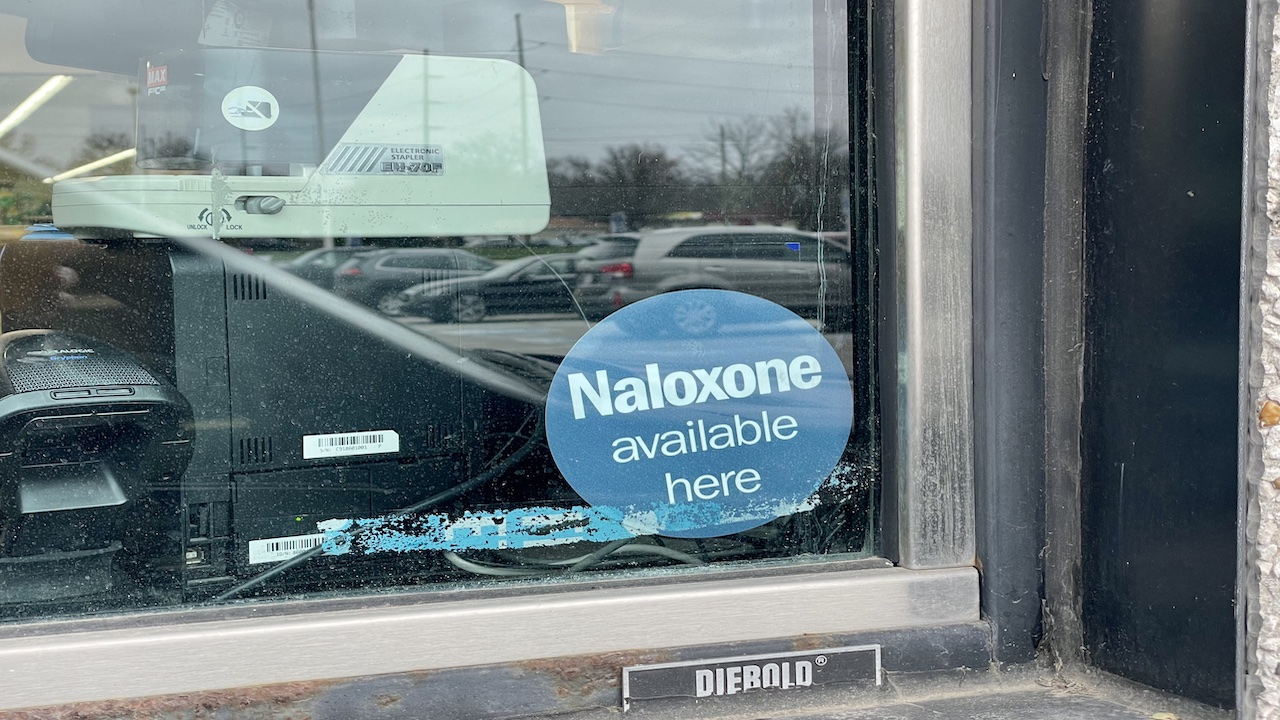 MAX
ELECTRONIC
STAPLER
EH-70F
UNLOCK
LOCK
Naloxone
available
here
DIEBOLD®